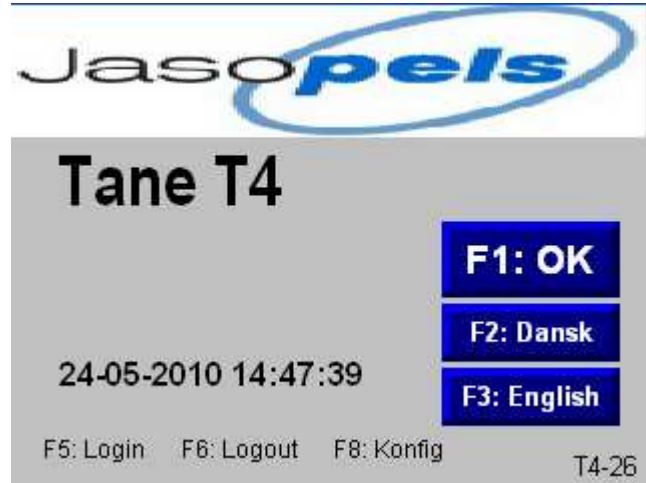 Jasopels
Tane T4
F1: OK
F2: Dansk
24-05-2010 14:47:39
F3: English
F5: Login F6: Logout F8: Konfig
T4-26